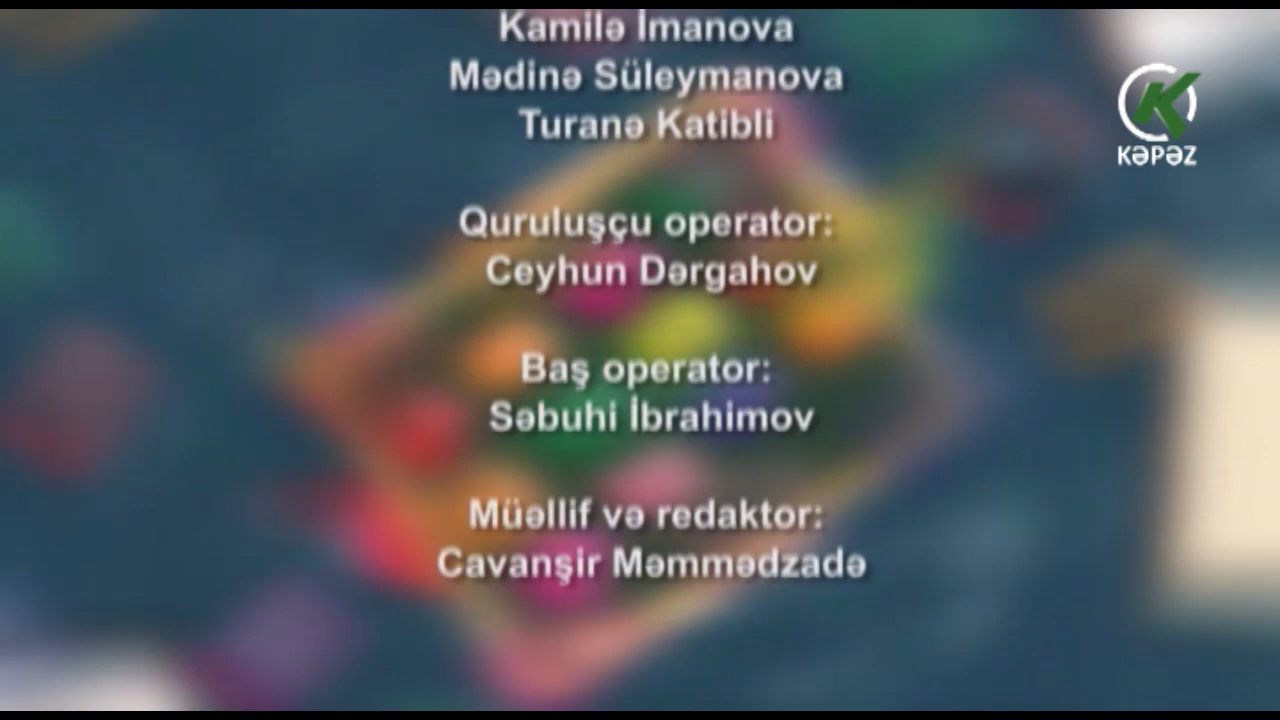 Kamilə İmanova
Mədinə Süleymanova
Turanə Katibli
KƏPƏZ
Quruluşçu operator:
Ceyhun Dərgahov
Baş operator:
Səbuhi İbrahimov
Müəllif və redaktor:
Cavanşir Məmmədzadə